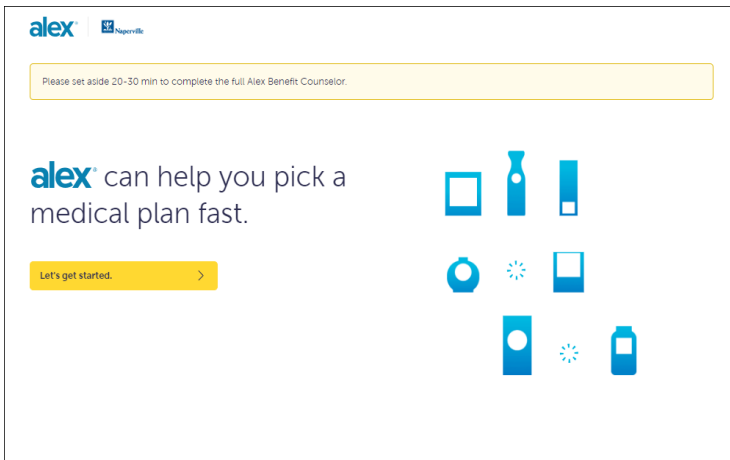 alex®
Naperville
Please set aside 20-30 min to complete the full Alex Benefit Counselor.
alex® can help you pick a
medical plan fast.
Let's get started.